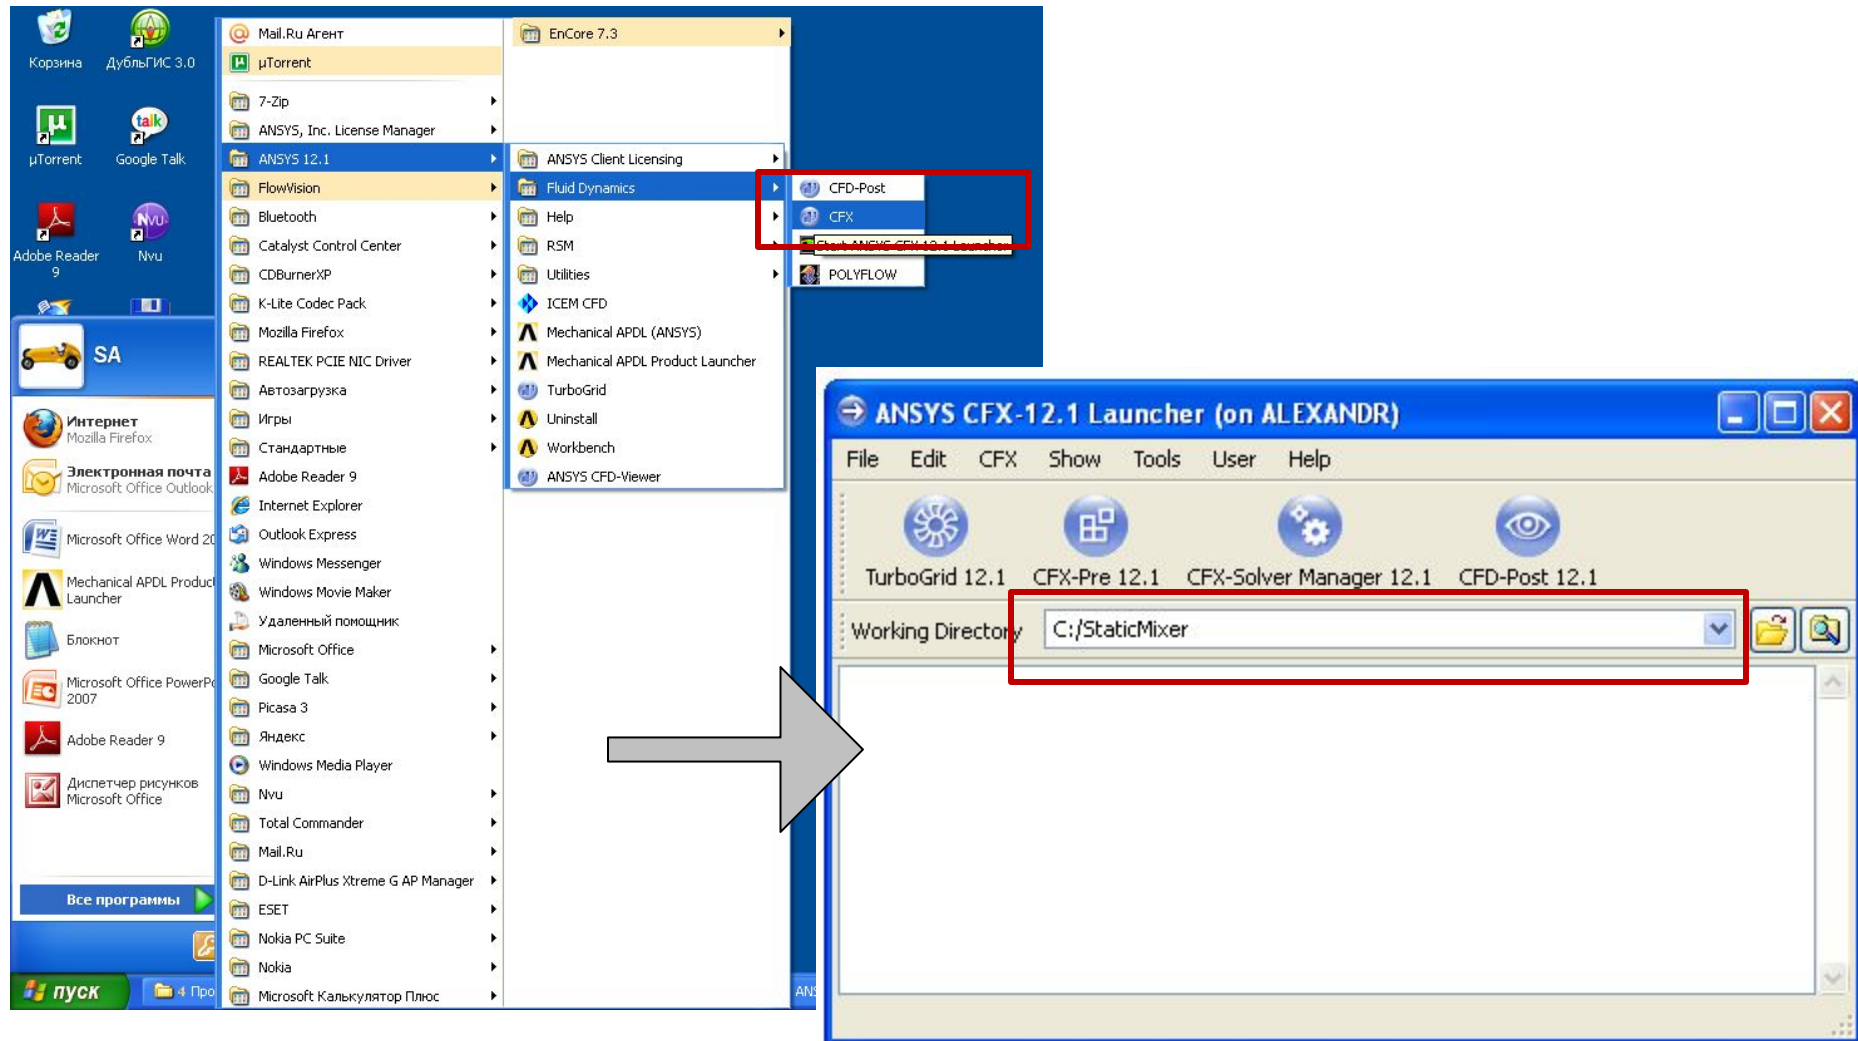 Корзина
ДубльГИС 3.0
µTorrent
Google Talk
Adobe Reader
9
Nvu
SA
Интернет
Mozilla Firefox
Электронная почта
Microsoft Office Outlook
Microsoft Office Word
Mechanical APDL Product
Launcher
Блокнот
Microsoft Office
2007
Adobe Reader 9
Диспетчер рисунков
Microsoft Office
Все программы
пуск
4
Mail.Ru Агент
µTorrent
7-Zip
ANSYS, Inc. License Manager
ANSYS 12.1
FlowVision
Bluetooth
Catalyst Control Center
CDBurnerXP
K-Lite Codec Pack
Mozilla Firefox
REALTEK PCIE NIC Driver
Автозагрузка
Игры
Стандартные
Adobe Reader 9
Internet Explorer
Outlook Express
Windows Messenger
Windows Movie Maker
Удаленный помощник
Microsoft Office
Google Talk
Picasa 3
Яндекс
Windows Media Player
Nvu
Total Commander
Mail.Ru
D-Link AirPlus Xtreme G AP Manager
ESET
Nokia PC Suite
Nokia
Microsoft Калькулятор Плюс
EnCore 7.3
ANSYS Client Licensing
Fluid Dynamics
Help
RSM
Utilities
ICEM CFD
Mechanical APDL (ANSYS)
Mechanical APDL Product Launcher
TurboGrid
Uninstall
Workbench
ANSYS CFD-Viewer
CFD-Post
CFX
Start ANSYS CFX 12.1 Launcher
POLYFLOW
ANSYS CFX-12.1 Launcher (on ALEXANDR)
File Edit CFX Show Tools User Help
TurboGrid 12.1 CFX-Pre 12.1 CFX-Solver Manager 12.1 CFD-Post 12.1
Working Directory C:/StaticMixer